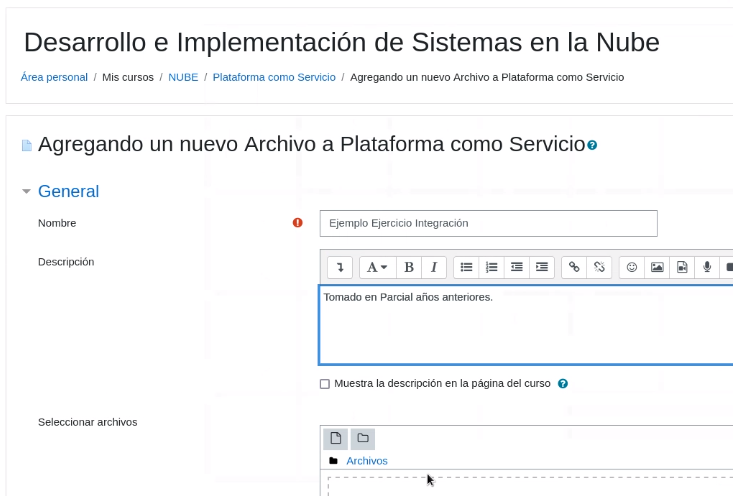 Desarrollo e Implementación de Sistemas en la Nube
Área personal / Mis cursos / NUBE / Plataforma como Servicio / Agregando un nuevo Archivo a Plataforma como Servicio
Agregando un nuevo Archivo a Plataforma como Servicio
General
Nombre
Ejemplo Ejercicio Integración
Descripción
A B I
Tomado en Parcial años anteriores.
Muestra la descripción en la página del curso
Seleccionar archivos
Archivos